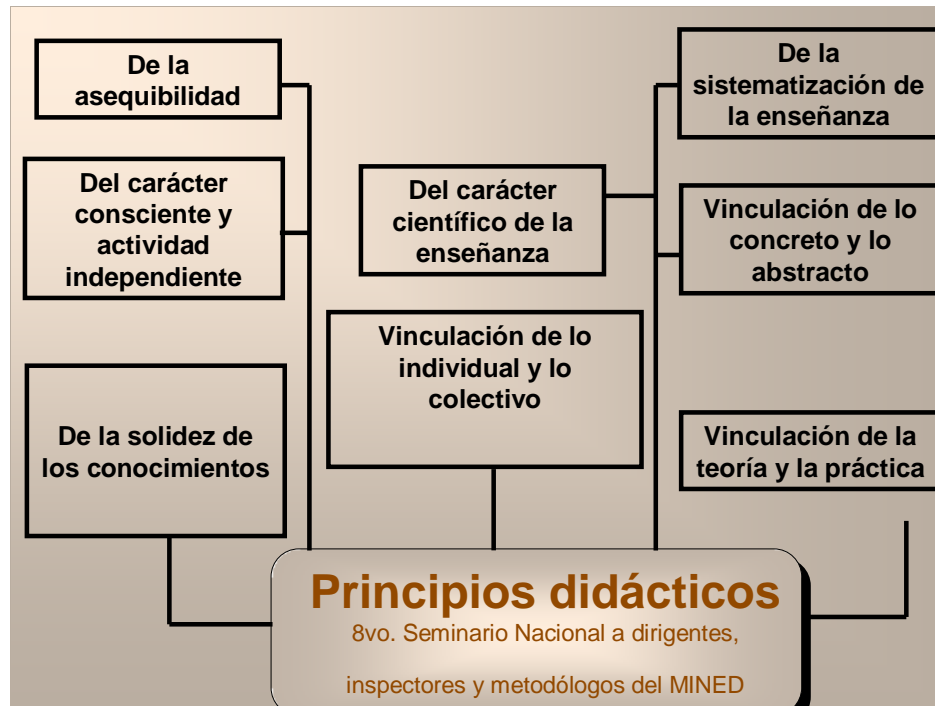 De la
asequibilidad
De la
sistematización de
la enseñanza
Del carácter
consciente y
actividad
independiente
Del carácter
científico de la
enseñanza
Vinculación de lo
concreto y lo
abstracto
Vinculación de lo
individual y lo
colectivo
De la solidez de
los conocimientos
Vinculación de la
teoría y la práctica
Principios didácticos
8vo. Seminario Nacional a dirigentes,
inspectores y metodólogos del MINED